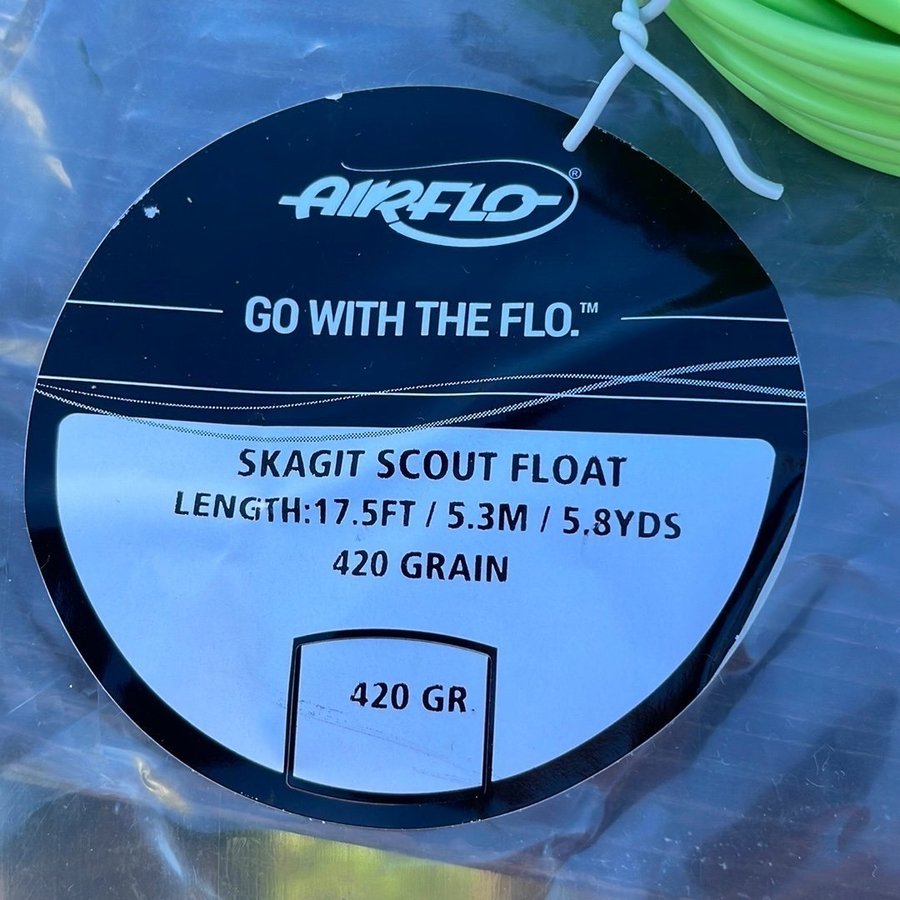 AIRFLO®
GO WITH THE FLO.™
SKAGIT SCOUT FLOAT
LENGTH:17.5FT / 5.3M / 5.8YDS
420 GRAIN
420 GR.